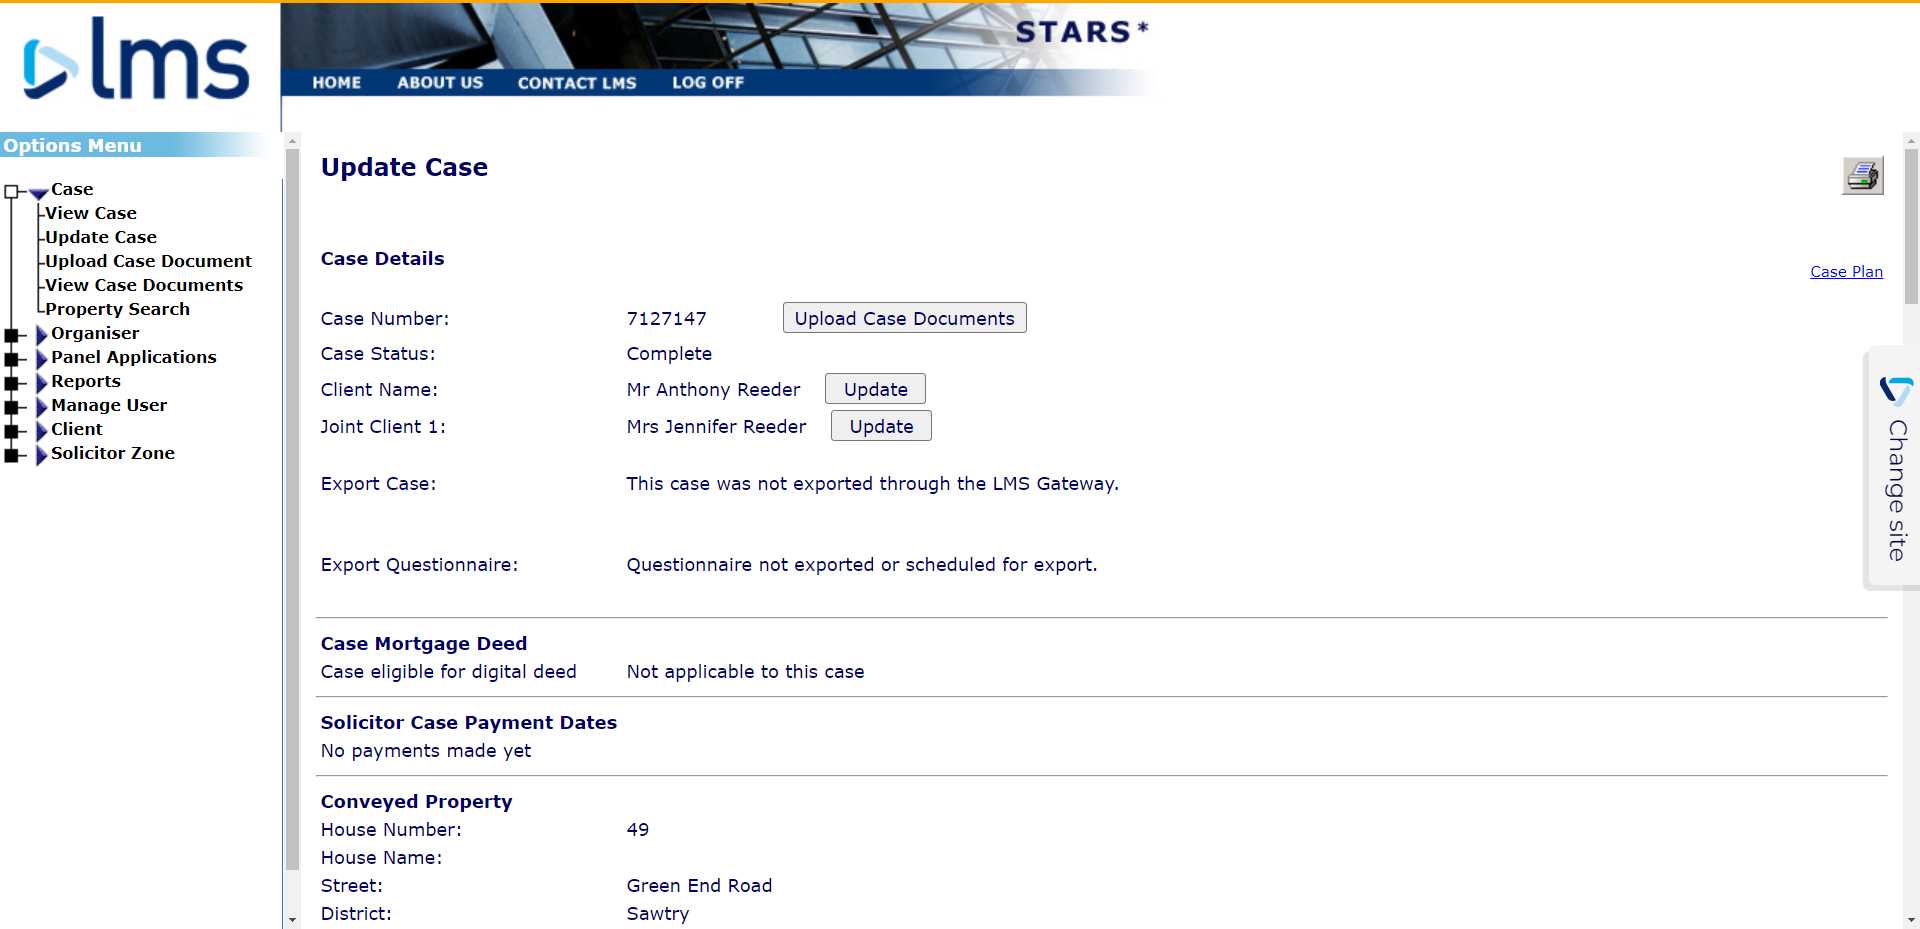 lms
STARS*
HOME ABOUT US CONTACT LMS LOG OFF
Options Menu
Case
View Case
Update Case
Upload Case Document
View Case Documents
Property Search
Organiser
Panel Applications
Reports
Manage User
Client
Solicitor Zone
Update Case
Case Details
Case Plan
Case Number: 7127147 Upload Case Documents
Case Status: Complete
Client Name: Mr Anthony Reeder Update
Joint Client 1: Mrs Jennifer Reeder Update
Export Case: This case was not exported through the LMS Gateway.
Export Questionnaire: Questionnaire not exported or scheduled for export.
Case Mortgage Deed
Case eligible for digital deed Not applicable to this case
Solicitor Case Payment Dates
No payments made yet
Conveyed Property
House Number: 49
House Name:
Street: Green End Road
District: Sawtry
Change site